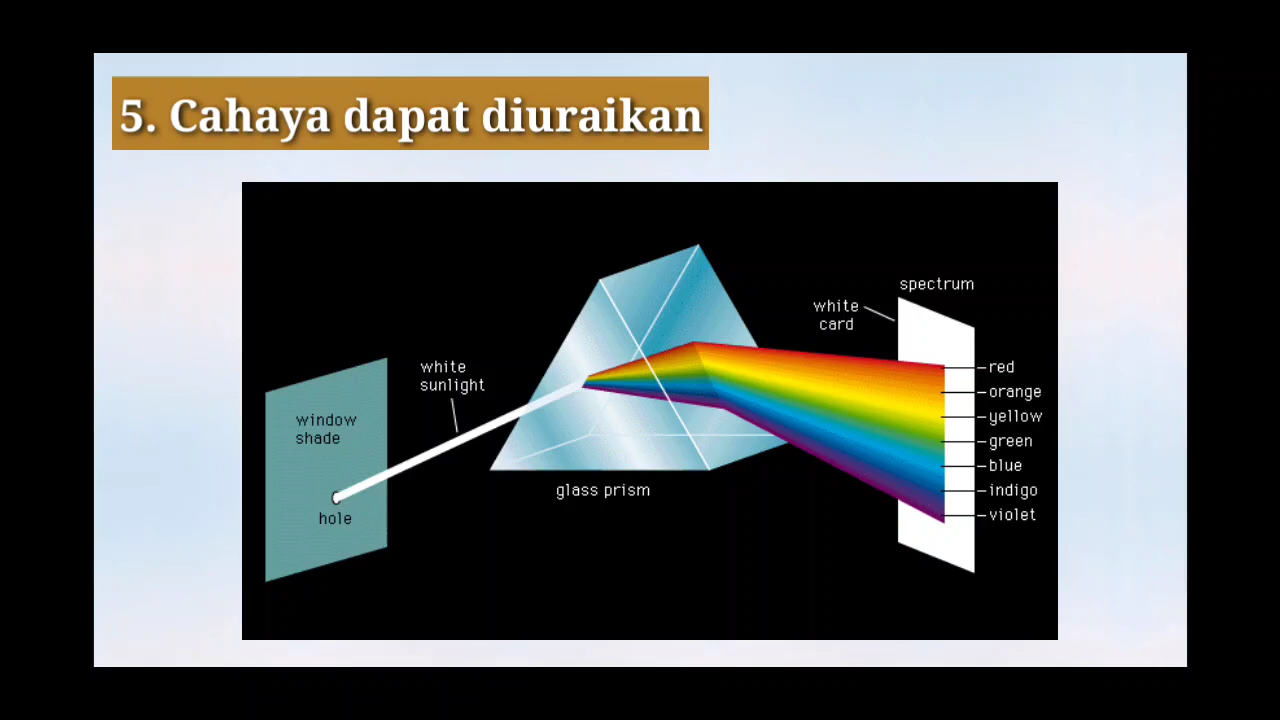 5. Cahaya dapat diuraikan
spectrum
white
card
white
sunlight
window
shade
hole
glass prism
red
orange
yellow
green
blue
indigo
violet